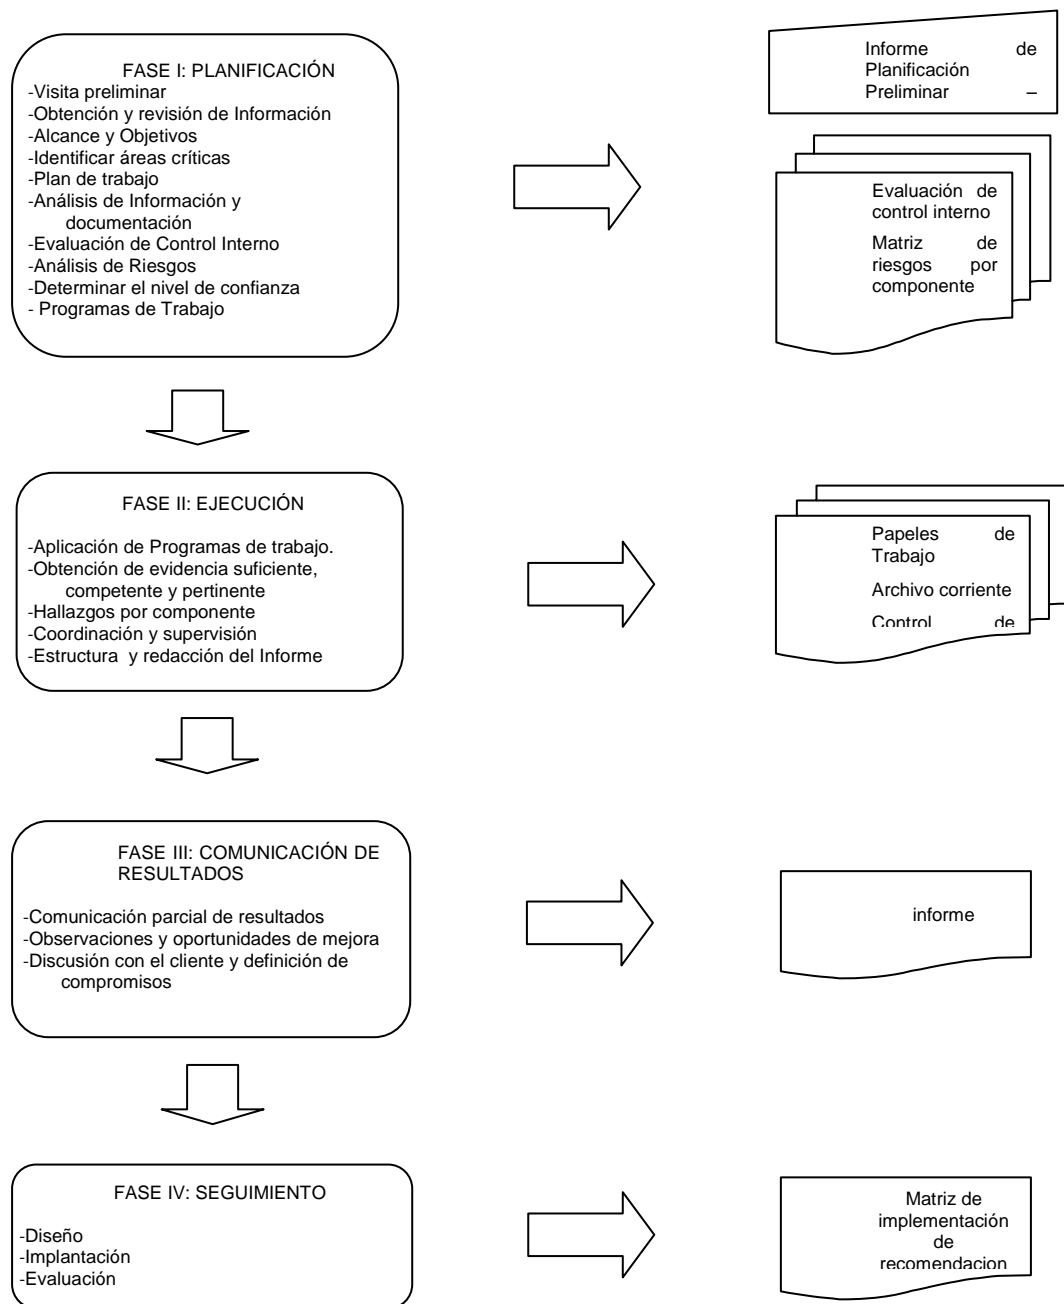 FASE I: PLANIFICACIÓN
-Visita preliminar
-Obtención y revisión de Información
-Alcance y Objetivos
-Identificar áreas críticas
-Plan de trabajo
-Análisis de Información y
documentación
-Evaluación de Control Interno
-Análisis de Riesgos
-Determinar el nivel de confianza
- Programas de Trabajo
Informe de
Planificación
Preliminar –
Evaluación de
control interno
Matriz de
riesgos por
componente
FASE II: EJECUCIÓN
-Aplicación de Programas de trabajo.
-Obtención de evidencia suficiente,
competente y pertinente
-Hallazgos por componente
-Coordinación y supervisión
-Estructura y redacción del Informe
Papeles de
Trabajo
Archivo corriente
Control de
FASE III: COMUNICACIÓN DE
RESULTADOS
-Comunicación parcial de resultados
-Observaciones y oportunidades de mejora
-Discusión con el cliente y definición de
compromisos
informe
FASE IV: SEGUIMIENTO
-Diseño
-Implantación
-Evaluación
Matriz de
implementación
de
recomendacion